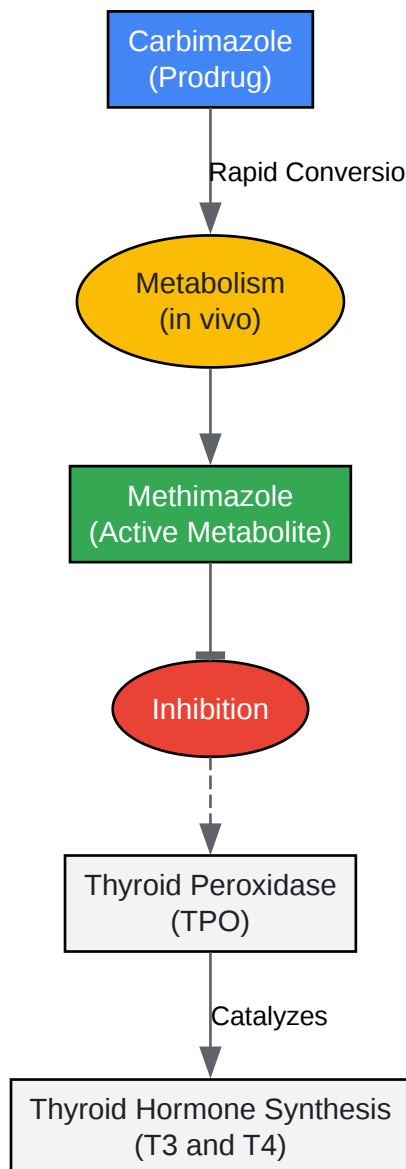 Carbimazole
(Prodrug)
Rapid Conversio
Metabolism
(in vivo)
Methimazole
(Active Metabolite)
Inhibition
Thyroid Peroxidase
(TPO)
Catalyzes
Thyroid Hormone Synthesis
(T3 and T4)